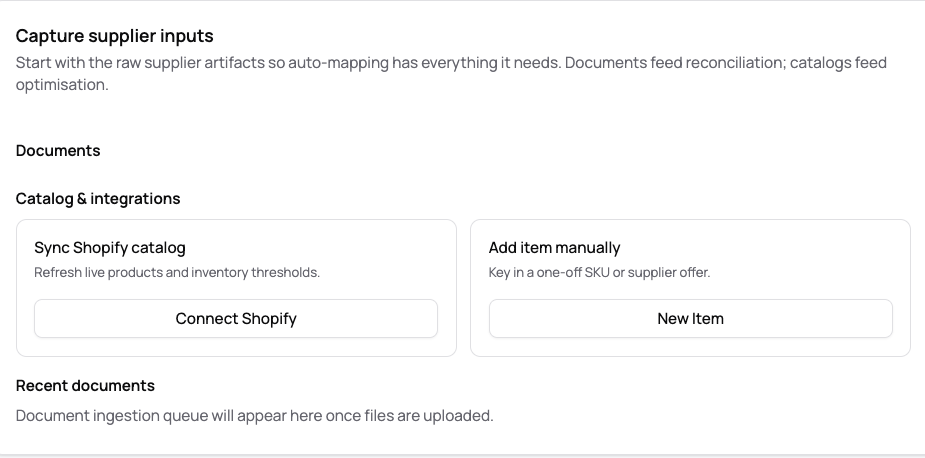 Capture supplier inputs
Start with the raw supplier artifacts so auto-mapping has everything it needs. Documents feed reconciliation; catalogs feed
optimisation.
Documents
Catalog & integrations
Sync Shopify catalog
Refresh live products and inventory thresholds.
Connect Shopify
Add item manually
Key in a one-off SKU or supplier offer.
New Item
Recent documents
Document ingestion queue will appear here once files are uploaded.